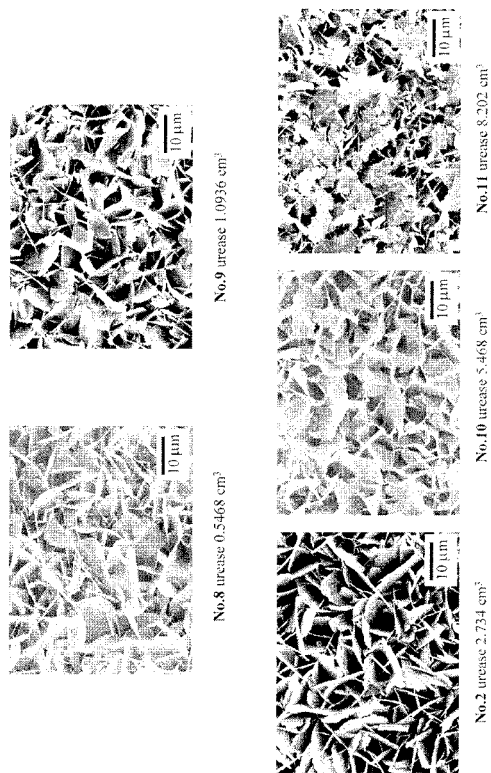 10 µm
No.8 urease 0.5468 cm³
10 µm
No.9 urease 1.0936 cm³
10 µm
No.2 urease 2.734 cm³
10 µm
No.10 urease 5.468 cm³
10 µm
No.11 urease 8.202 cm³